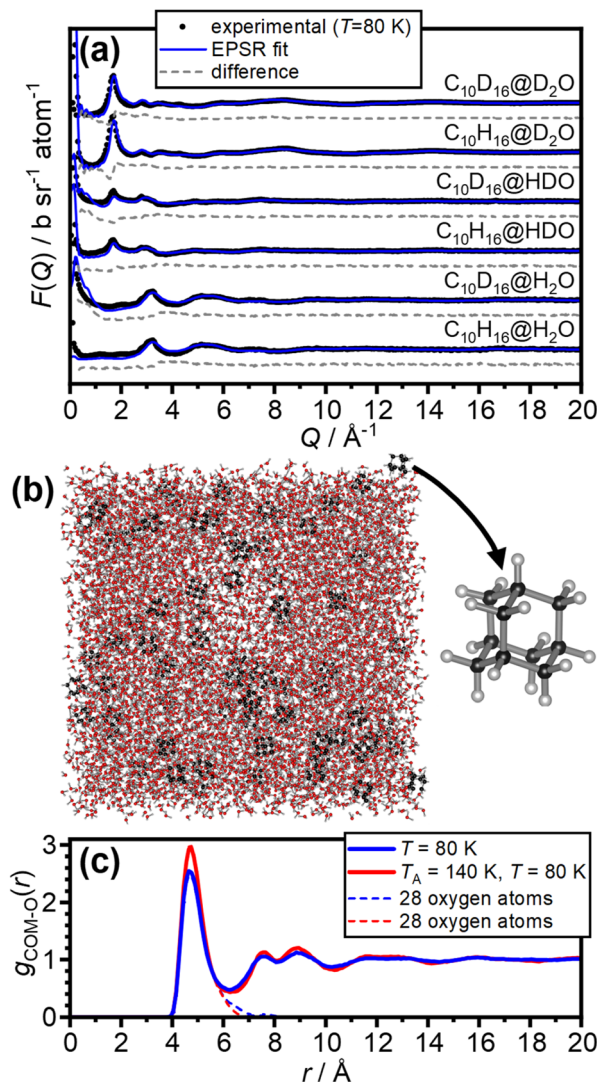 (a)
experimental (T=80 K)
EPSR fit
difference
F(Q) / b sr⁻¹ atom⁻¹
C₁₀D₁₆@D₂O
C₁₀H₁₆@D₂O
C₁₀D₁₆@HDO
C₁₀H₁₆@HDO
C₁₀D₁₆@H₂O
C₁₀H₁₆@H₂O
0 2 4 6 8 10 12 14 16 18 20
Q / Å⁻¹
(b)
(c)
T = 80 K
T_A = 140 K, T = 80 K
28 oxygen atoms
28 oxygen atoms
g_COM-O(r)
3
2
1
0
0 2 4 6 8 10 12 14 16 18 20
r / Å